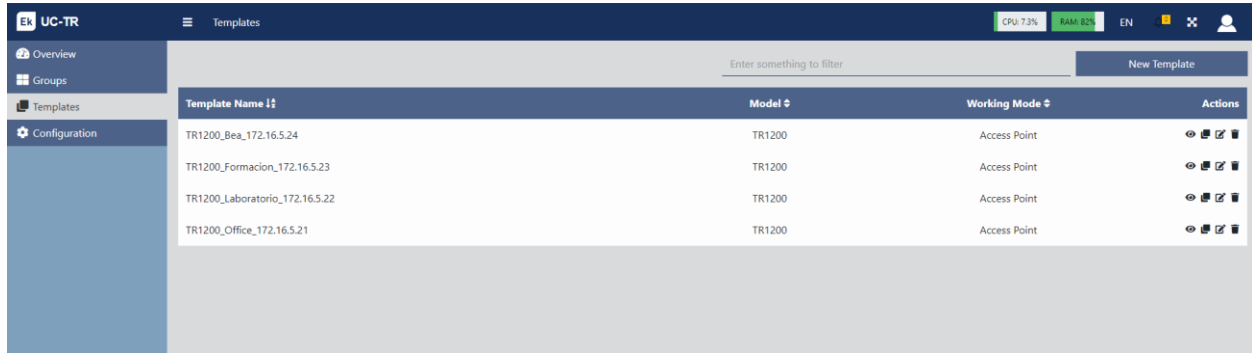 Ek UC-TR
Templates
CPU: 7.3%
RAM: 82%
EN
Overview
Groups
Templates
Configuration
Enter something to filter
New Template
Template Name Model Working Mode Actions
TR1200_Bea_172.16.5.24 TR1200 Access Point
TR1200_Formacion_172.16.5.23 TR1200 Access Point
TR1200_Laboratorio_172.16.5.22 TR1200 Access Point
TR1200_Office_172.16.5.21 TR1200 Access Point